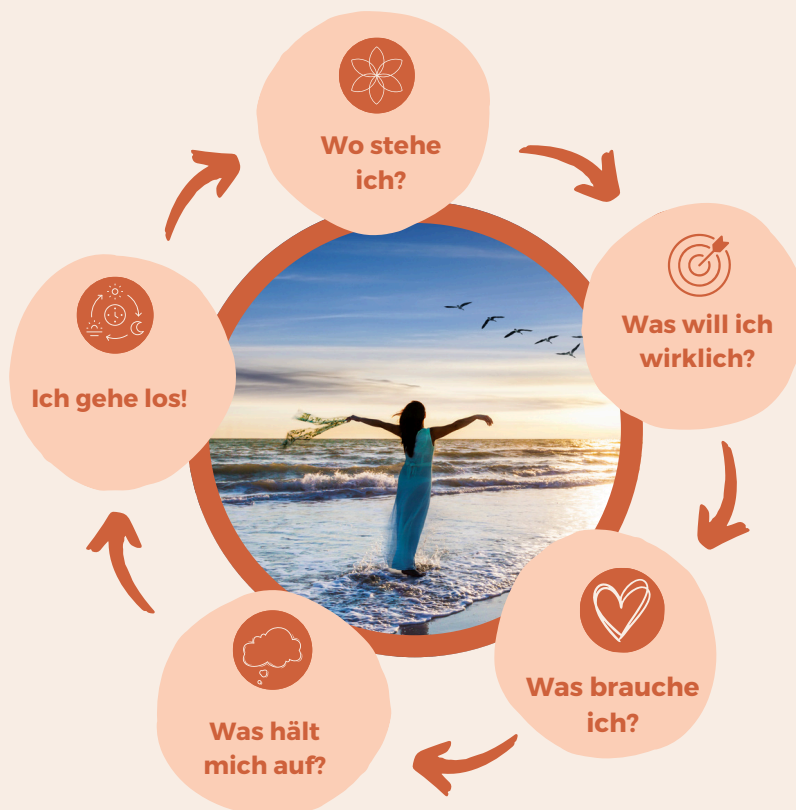 Wo stehe
ich?
Was will ich
wirklich?
Was brauche
ich?
Was hält
mich auf?
Ich gehe los!